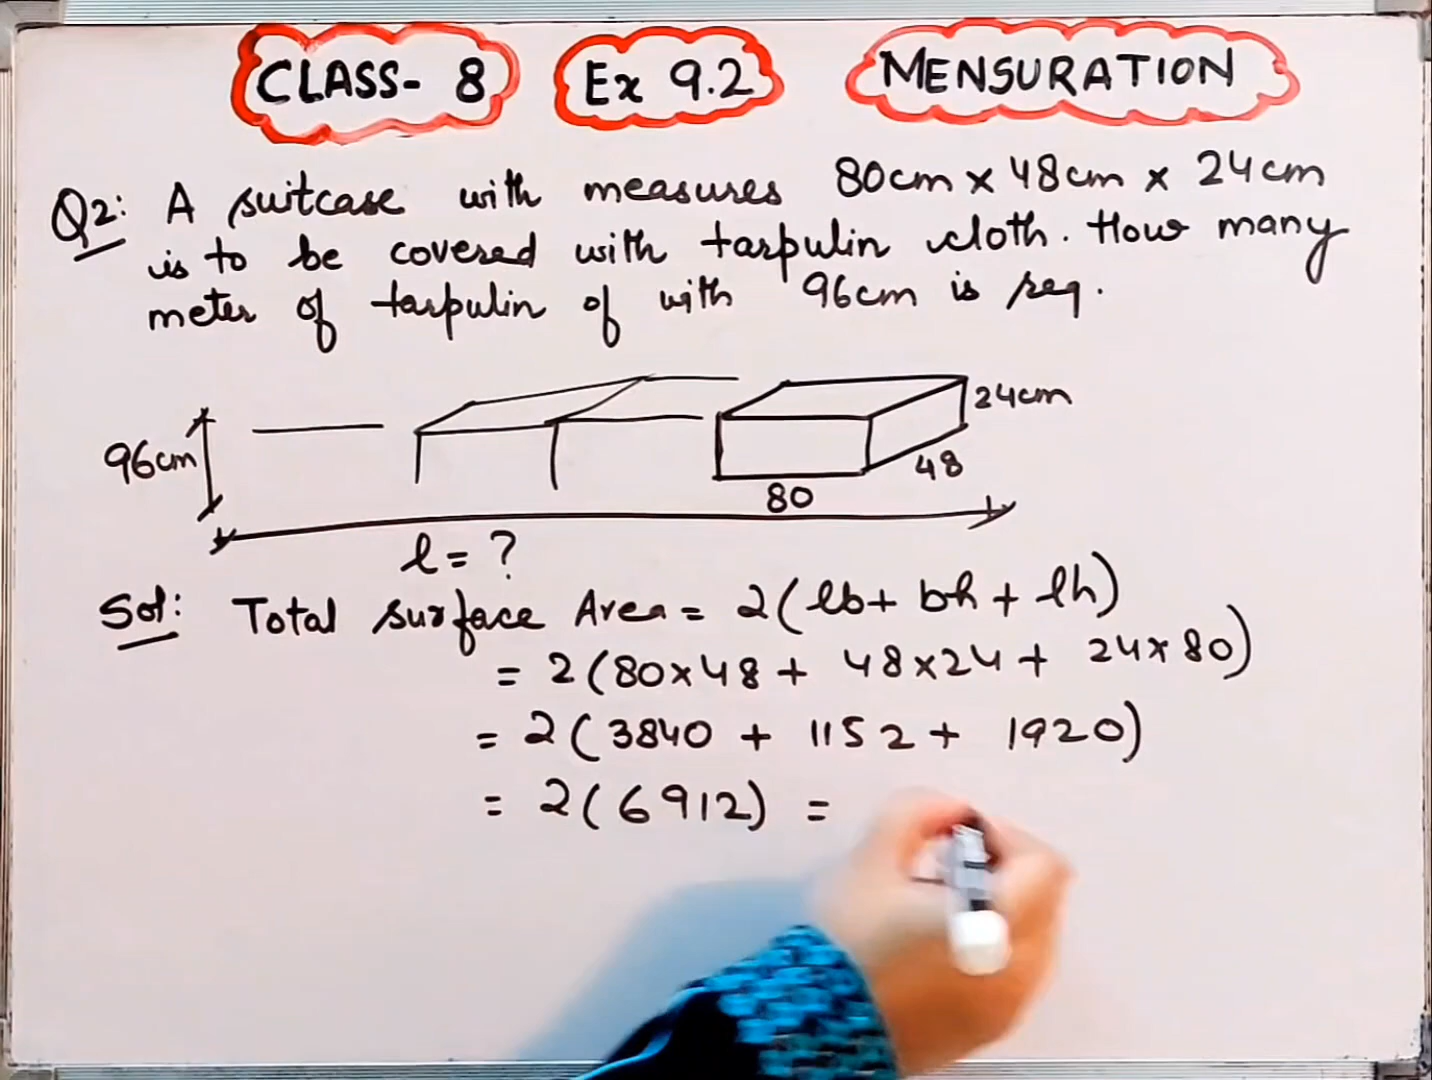 CLASS- 8 Ex 9.2 MENSURATION
Q2: A suitcase with measures 80cm x 48cm x 24cm
is to be covered with tarpulin cloth. How many
meter of tarpulin of with 96cm is req.
24cm
96cm
48
80
l = ?
Sol: Total surface Area = 2(lb+ bh + lh)
= 2(80x48 + 48x24 + 24x80)
= 2(3840 + 1152 + 1920)
= 2(6912) =